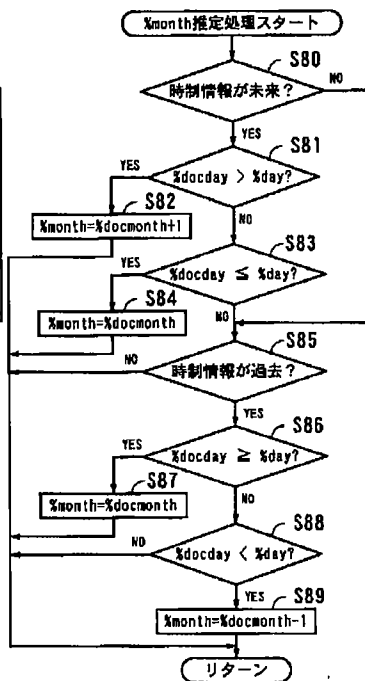 %month推定処理スタート
S80
時制情報が未来?
NO
YES
S81
%docday > %day?
YES
NO
S82
%month=%docmonth+1
S83
%docday ≦ %day?
YES
NO
S84
%month=%docmonth
S85
時制情報が過去?
NO
YES
S86
%docday ≧ %day?
YES
NO
S87
%month=%docmonth
S88
%docday < %day?
NO
YES
S89
%month=%docmonth-1
リターン